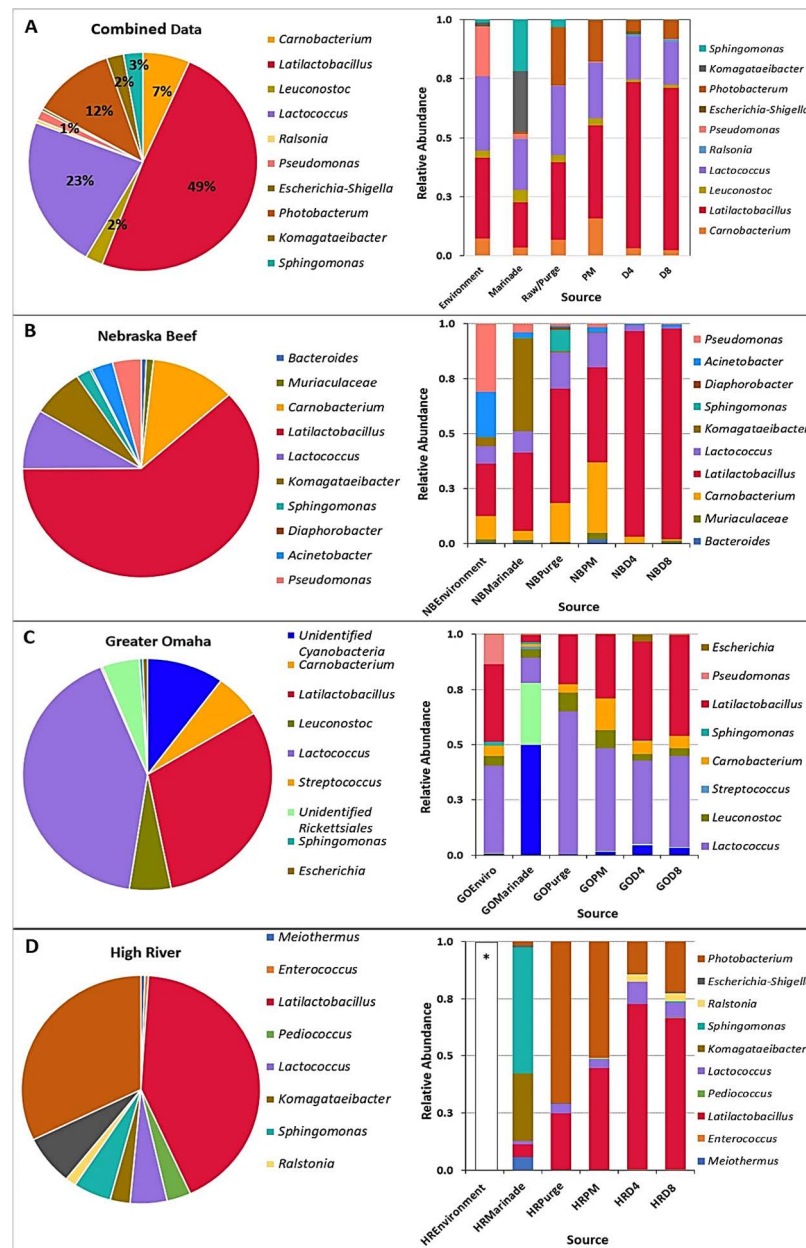 A
Combined Data
3%
2%
7%
12%
1%
49%
23%
2%
Carnobacterium
Latilactobacillus
Leuconostoc
Lactococcus
Ralsonia
Pseudomonas
Escherichia-Shigella
Photobacterum
Komagataeibacter
Sphingomonas
Relative Abundance
1.0
0.8
0.5
0.3
0.0
Environment
Marinade
Raw/Purge
PM
D4
D8
Source
Sphingomonas
Komagataeibacter
Photobacterum
Escherichia-Shigella
Pseudomonas
Ralsonia
Lactococcus
Leuconostoc
Latilactobacillus
Carnobacterium
B
Nebraska Beef
Bacteroides
Muriaculaceae
Carnobacterium
Latilactobacillus
Lactococcus
Komagataeibacter
Sphingomonas
Diaphorobacter
Acinetobacter
Pseudomonas
Relative Abundance
1.0
0.8
0.5
0.3
0.0
NBEnvironment
NBMarinade
NBPurge
NBPM
NBD4
NBD8
Source
Pseudomonas
Acinetobacter
Diaphorobacter
Sphingomonas
Komagataeibacter
Lactococcus
Latilactobacillus
Carnobacterium
Muriaculaceae
Bacteroides
C
Greater Omaha
Unidentified
Cyanobacteria
Carnobacterium
Latilactobacillus
Leuconostoc
Lactococcus
Streptococcus
Unidentified
Rickettsiales
Sphingomonas
Escherichia
Relative Abundance
1.0
0.8
0.5
0.3
0.0
GOEnviro
GOMarinade
GOPurge
GOPM
GOD4
GOD8
Source
Escherichia
Pseudomonas
Latilactobacillus
Sphingomonas
Carnobacterium
Streptococcus
Leuconostoc
Lactococcus
D
High River
Meiothermus
Enterococcus
Latilactobacillus
Pediococcus
Lactococcus
Komagataeibacter
Sphingomonas
Ralstonia
Relative Abundance
1.0
0.8
0.5
0.3
0.0
*
HREnvironment
HRMarinade
HRPurge
HRPM
HRD4
HRD8
Source
Photobacterium
Escherichia-Shigella
Ralstonia
Sphingomonas
Komagataeibacter
Lactococcus
Pediococcus
Latilactobacillus
Enterococcus
Meiothermus